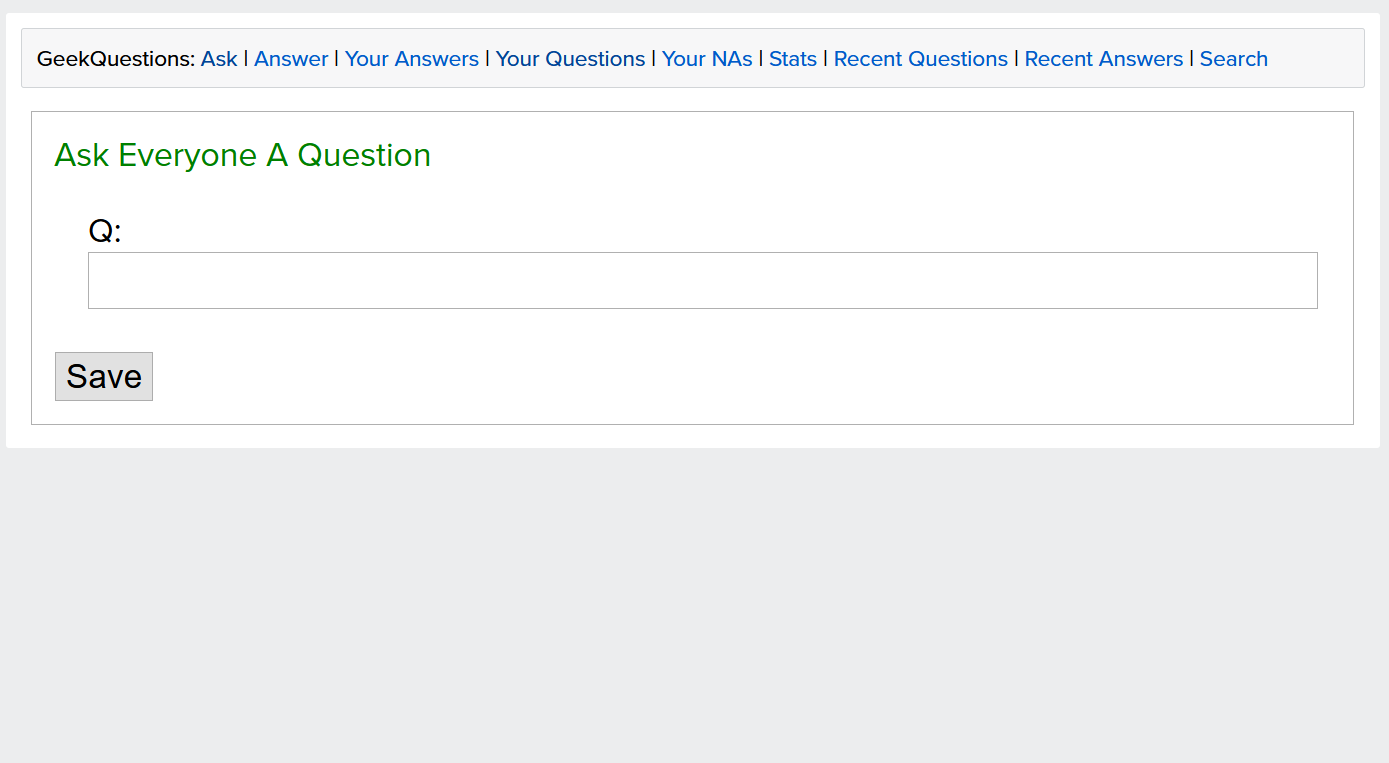 GeekQuestions: Ask | Answer | Your Answers | Your Questions | Your NAs | Stats | Recent Questions | Recent Answers | Search
Ask Everyone A Question
Q:
Save